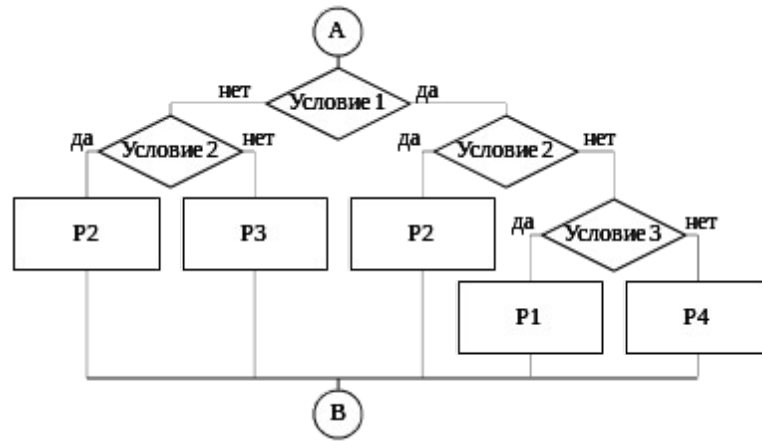 A
нет
Условие 1
да
да
Условие 2
нет
да
Условие 2
нет
P2
P3
P2
да
Условие 3
нет
P1
P4
B